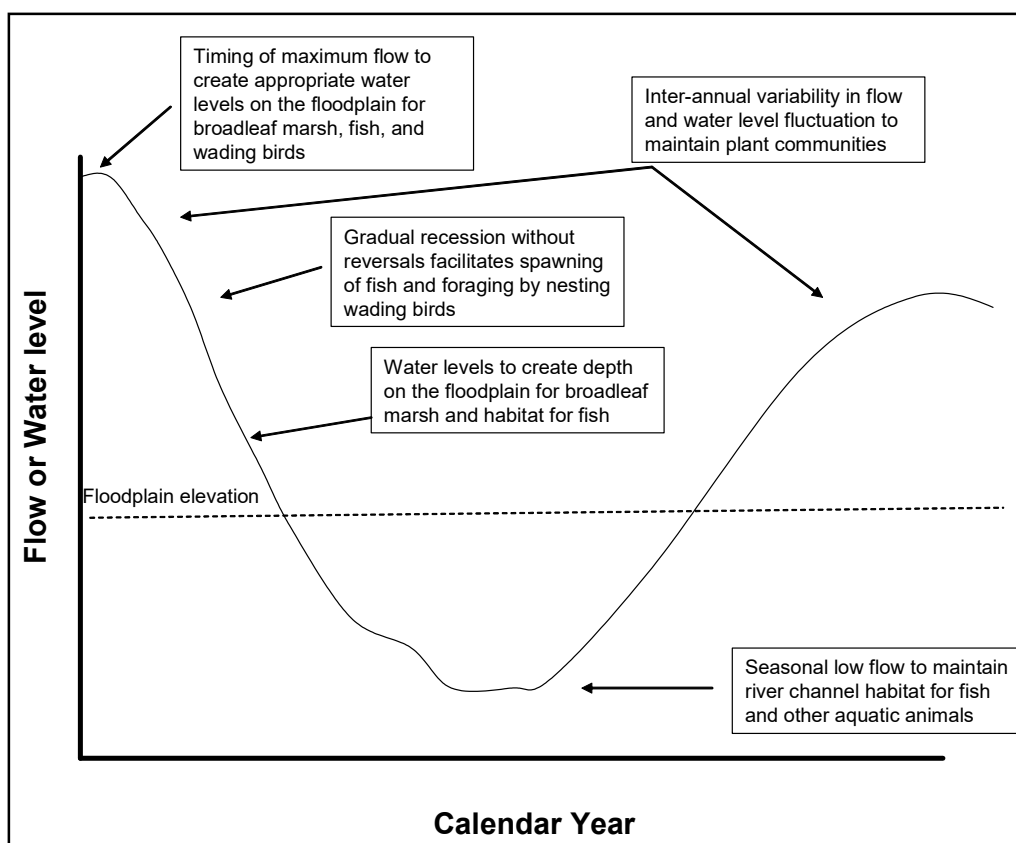 Timing of maximum flow to
create appropriate water
levels on the floodplain for
broadleaf marsh, fish, and
wading birds
Inter-annual variability in flow
and water level fluctuation to
maintain plant communities
Gradual recession without
reversals facilitates spawning
of fish and foraging by nesting
wading birds
Water levels to create depth
on the floodplain for broadleaf
marsh and habitat for fish
Floodplain elevation
Flow or Water level
Seasonal low flow to maintain
river channel habitat for fish
and other aquatic animals
Calendar Year